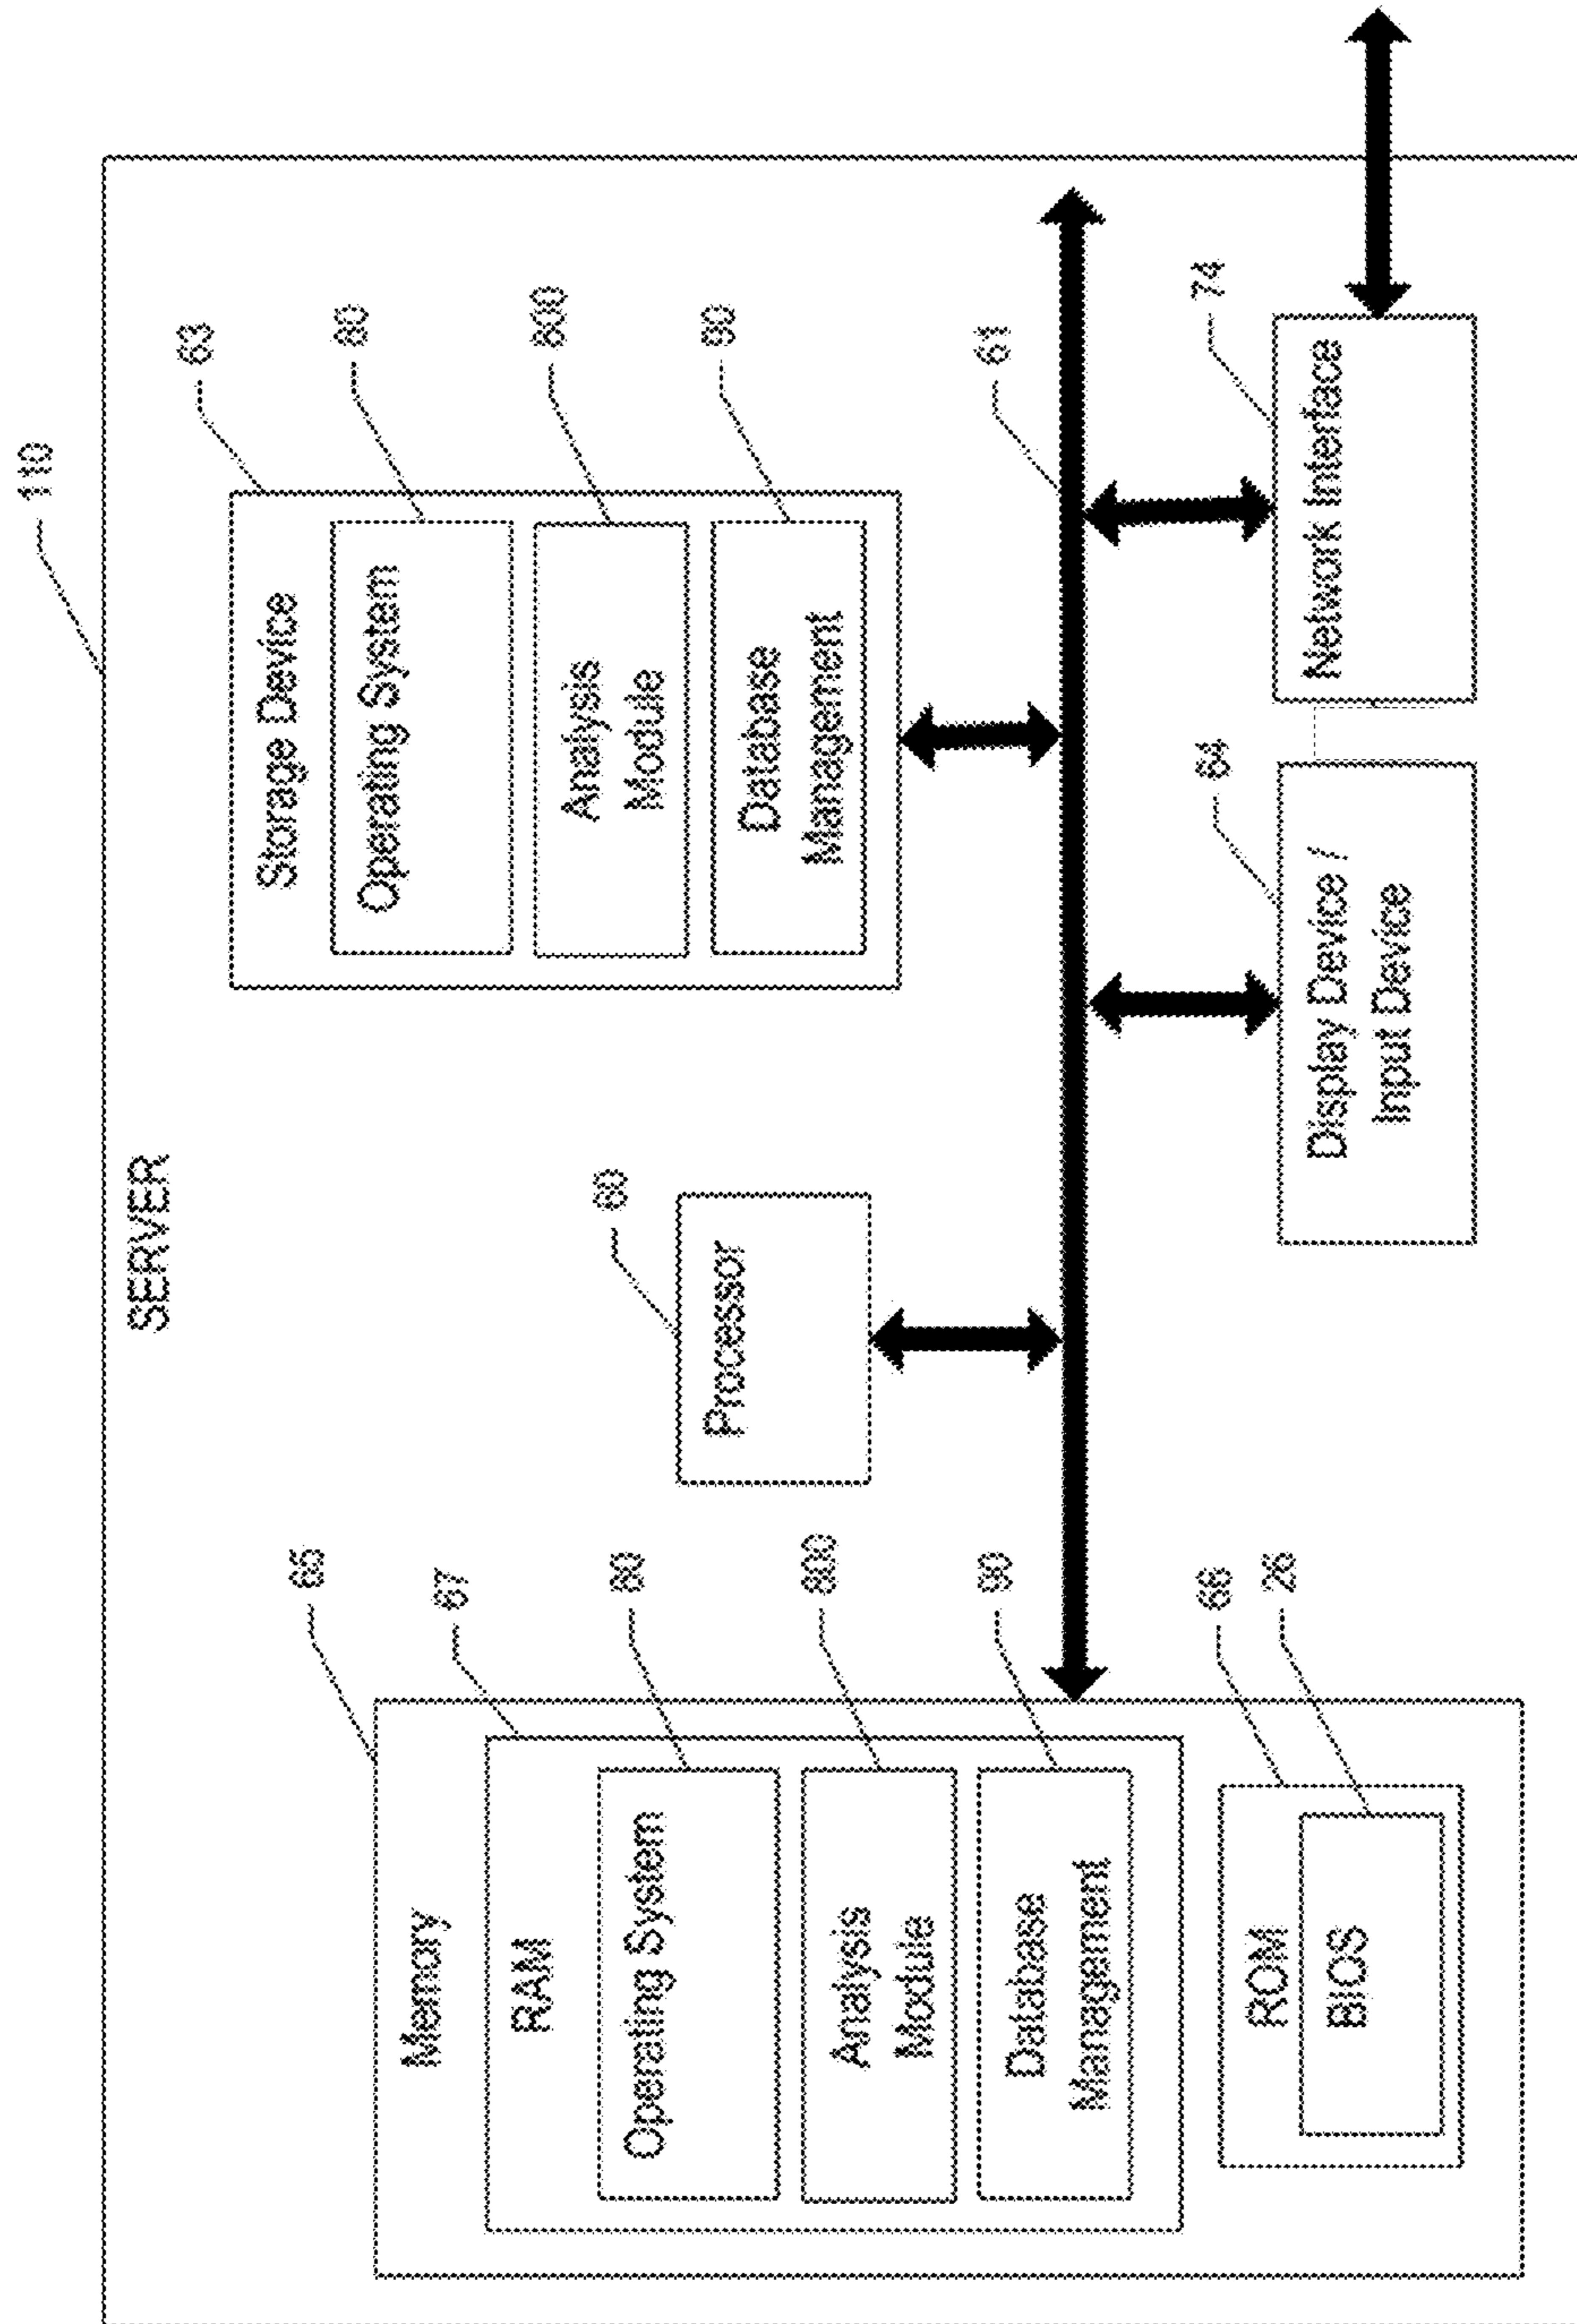 110
SERVER
65
Memory
67
RAM
80
Operating System
800
Analysis
Module
90
Database
Management
66
ROM
26
BIOS
60
Processor
63
Storage Device
80
Operating System
800
Analysis
Module
90
Database
Management
61
64
Display Device /
Input Device
74
Network Interface